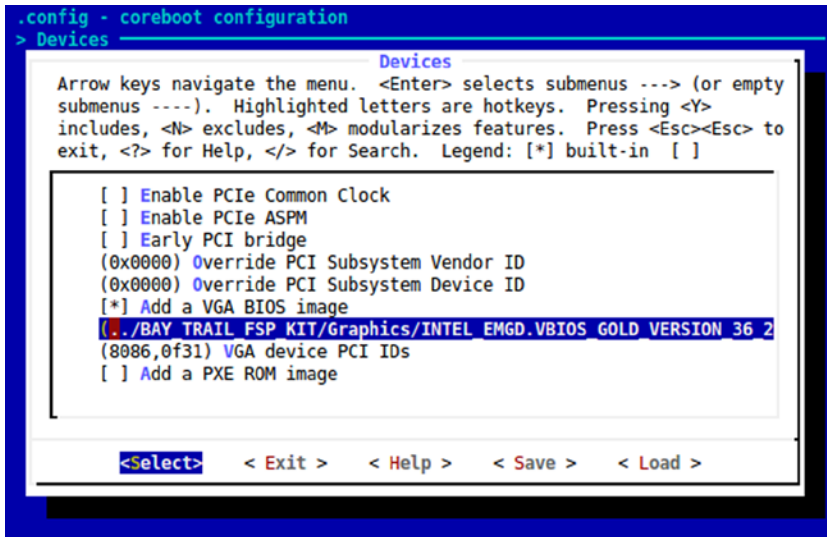 .config - coreboot configuration
> Devices
Devices
Arrow keys navigate the menu.  <Enter> selects submenus ---> (or empty
submenus ----).  Highlighted letters are hotkeys.  Pressing <Y>
includes, <N> excludes, <M> modularizes features.  Press <Esc><Esc> to
exit, <?> for Help, </> for Search.  Legend: [*] built-in  [ ]
[ ] Enable PCIe Common Clock
[ ] Enable PCIe ASPM
[ ] Early PCI bridge
(0x0000) Override PCI Subsystem Vendor ID
(0x0000) Override PCI Subsystem Device ID
[*] Add a VGA BIOS image
(../BAY_TRAIL_FSP_KIT/Graphics/INTEL_EMGD.VBIOS_GOLD_VERSION_36_2
(8086,0f31) VGA device PCI IDs
[ ] Add a PXE ROM image
<Select>    < Exit >    < Help >    < Save >    < Load >